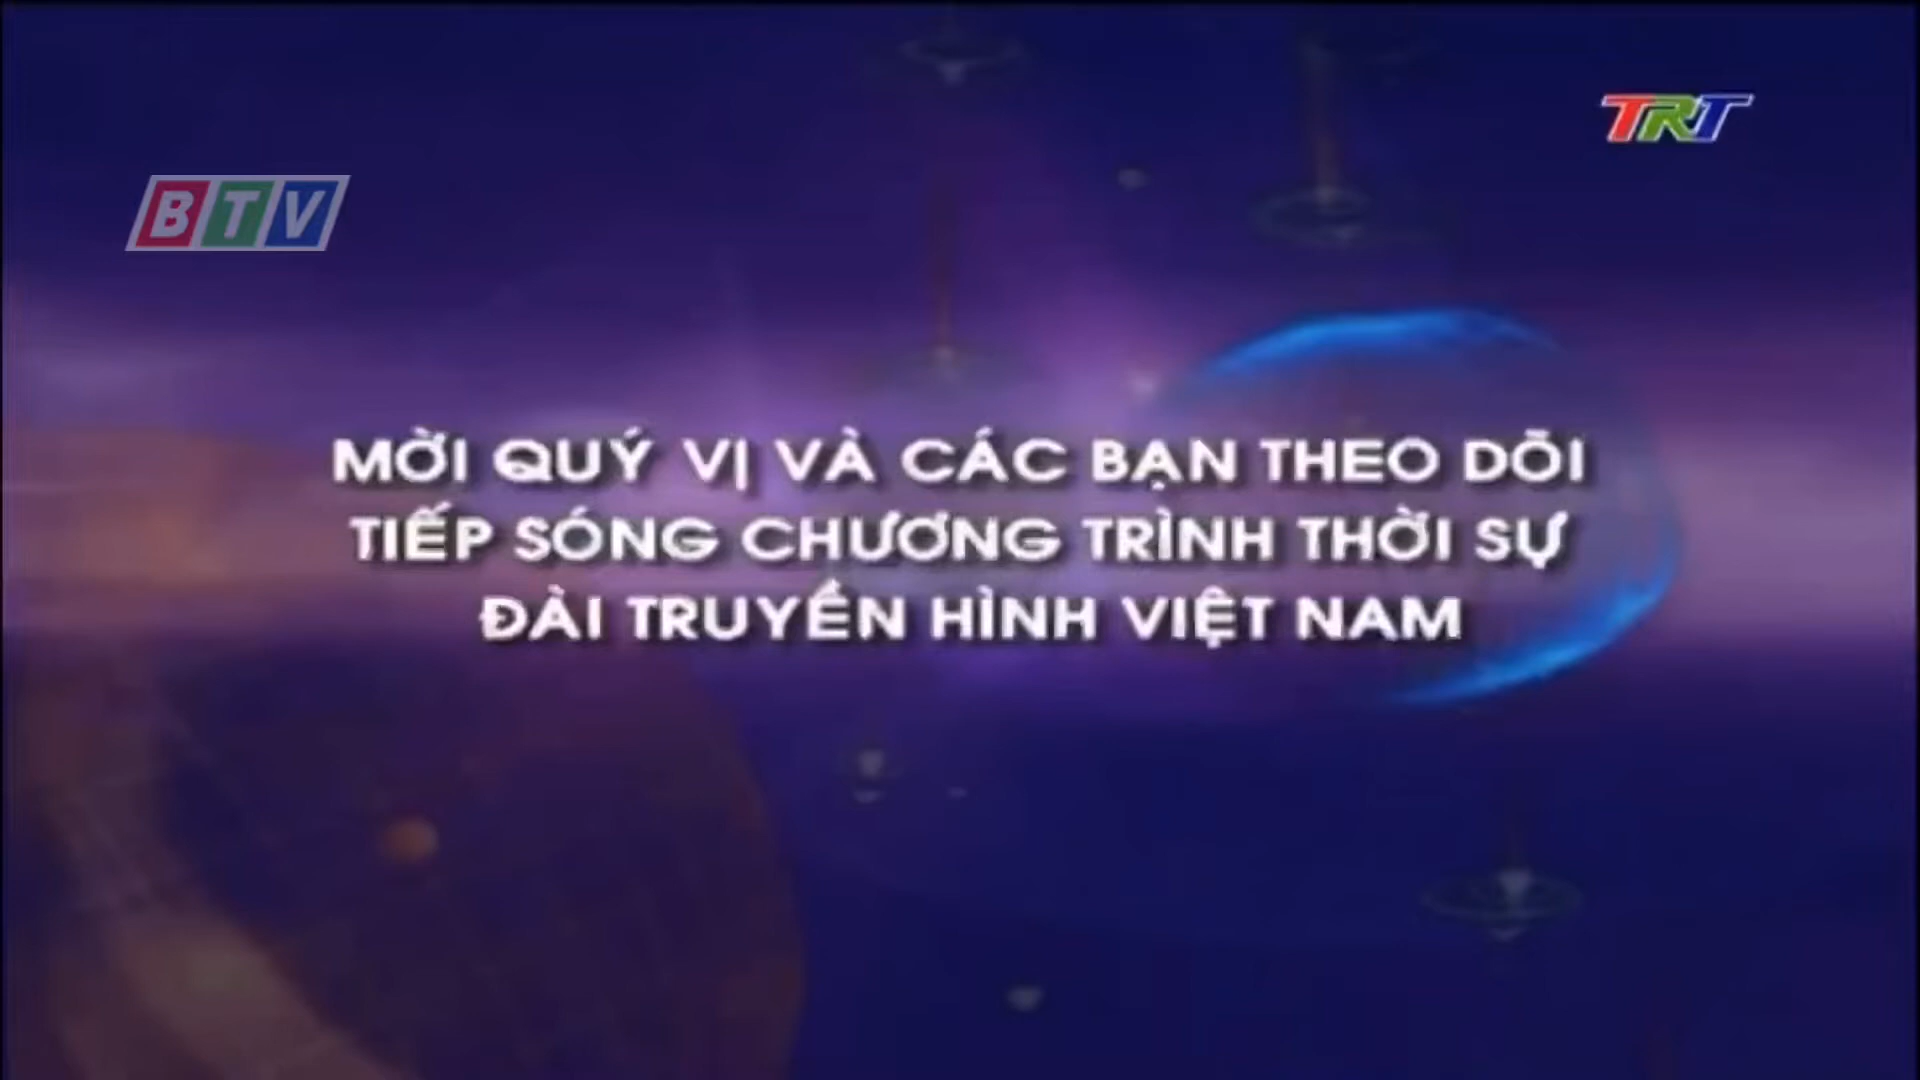 TRT
BTV
MỜI QUÝ VỊ VÀ CÁC BẠN THEO DÕI
TIẾP SÓNG CHƯƠNG TRÌNH THỜI SỰ
ĐÀI TRUYỀN HÌNH VIỆT NAM